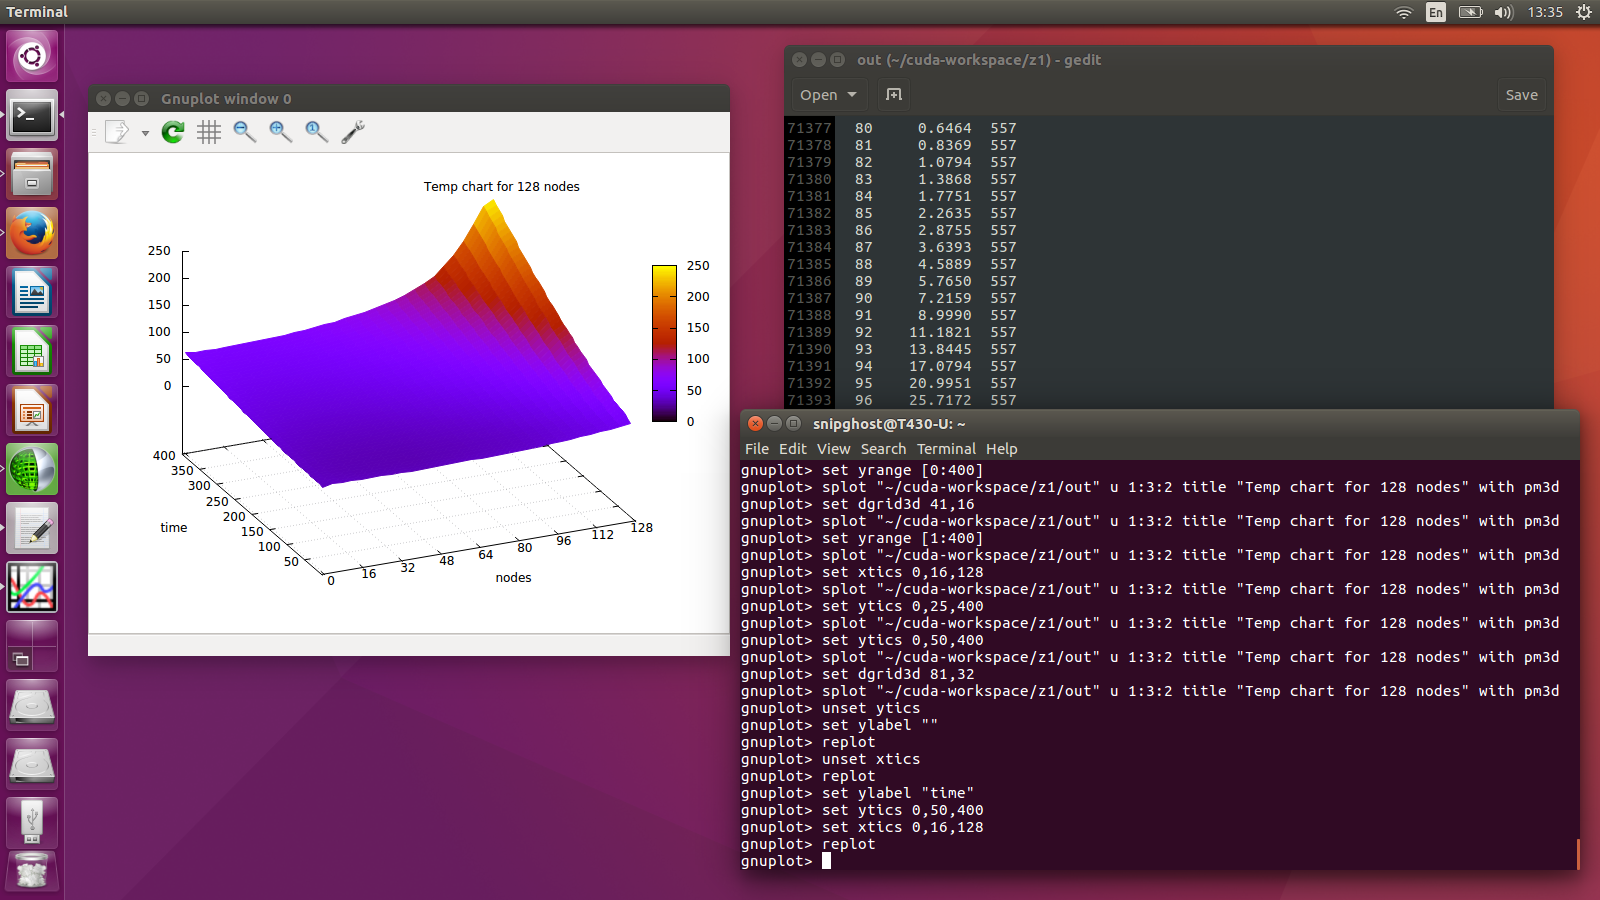 Terminal
En
13:35
Gnuplot window 0
Temp chart for 128 nodes
250
200
150
100
50
0
250
200
150
100
50
0
400
350
300
250
200
150
100
50
time
0
16
32
48
64
80
96
112
128
nodes
out (~/cuda-workspace/z1) - gedit
Open
Save
71377 80 0.6464 557
71378 81 0.8369 557
71379 82 1.0794 557
71380 83 1.3868 557
71381 84 1.7751 557
71382 85 2.2635 557
71383 86 2.8755 557
71384 87 3.6393 557
71385 88 4.5889 557
71386 89 5.7650 557
71387 90 7.2159 557
71388 91 8.9990 557
71389 92 11.1821 557
71390 93 13.8445 557
71391 94 17.0794 557
71392 95 20.9951 557
71393 96 25.7172 557
snipghost@T430-U: ~
File Edit View Search Terminal Help
gnuplot> set yrange [0:400]
gnuplot> splot "~/cuda-workspace/z1/out" u 1:3:2 title "Temp chart for 128 nodes" with pm3d
gnuplot> set dgrid3d 41,16
gnuplot> splot "~/cuda-workspace/z1/out" u 1:3:2 title "Temp chart for 128 nodes" with pm3d
gnuplot> set yrange [1:400]
gnuplot> splot "~/cuda-workspace/z1/out" u 1:3:2 title "Temp chart for 128 nodes" with pm3d
gnuplot> set xtics 0,16,128
gnuplot> splot "~/cuda-workspace/z1/out" u 1:3:2 title "Temp chart for 128 nodes" with pm3d
gnuplot> set ytics 0,25,400
gnuplot> splot "~/cuda-workspace/z1/out" u 1:3:2 title "Temp chart for 128 nodes" with pm3d
gnuplot> set ytics 0,50,400
gnuplot> splot "~/cuda-workspace/z1/out" u 1:3:2 title "Temp chart for 128 nodes" with pm3d
gnuplot> set dgrid3d 81,32
gnuplot> splot "~/cuda-workspace/z1/out" u 1:3:2 title "Temp chart for 128 nodes" with pm3d
gnuplot> unset ytics
gnuplot> set ylabel ""
gnuplot> replot
gnuplot> unset xtics
gnuplot> replot
gnuplot> set ylabel "time"
gnuplot> set ytics 0,50,400
gnuplot> set xtics 0,16,128
gnuplot> replot
gnuplot>